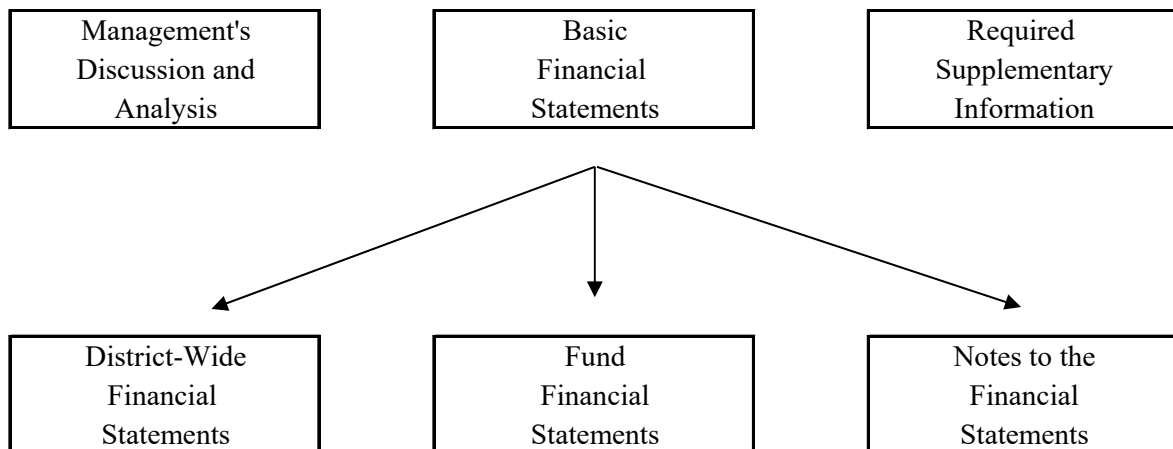 Management's
Discussion and
Analysis
Basic
Financial
Statements
Required
Supplementary
Information
District-Wide
Financial
Statements
Fund
Financial
Statements
Notes to the
Financial
Statements